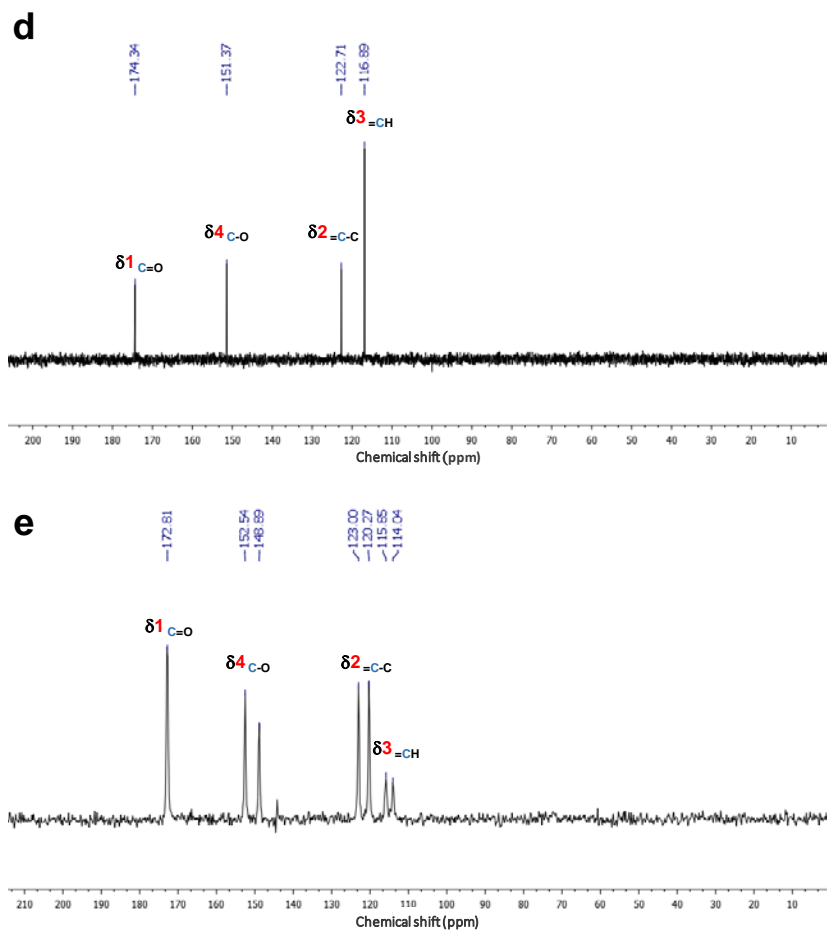 d
—174.34
—151.37
—122.71
—116.89
δ3 =CH
δ4 C-O
δ2 =C-C
δ1 C=O
200 190 180 170 160 150 140 130 120 110 100 90 80 70 60 50 40 30 20 10
Chemical shift (ppm)
e
—172.81
—152.54
—148.89
123.00
120.27
115.85
114.04
δ1 C=O
δ4 C-O
δ2 =C-C
δ3 =CH
210 200 190 180 170 160 150 140 130 120 110 100 90 80 70 60 50 40 30 20 10
Chemical shift (ppm)